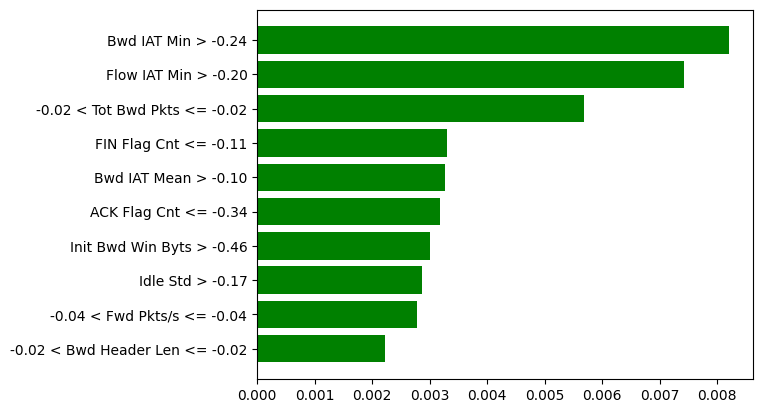 Bwd IAT Min > -0.24
Flow IAT Min > -0.20
-0.02 < Tot Bwd Pkts <= -0.02
FIN Flag Cnt <= -0.11
Bwd IAT Mean > -0.10
ACK Flag Cnt <= -0.34
Init Bwd Win Byts > -0.46
Idle Std > -0.17
-0.04 < Fwd Pkts/s <= -0.04
-0.02 < Bwd Header Len <= -0.02
0.000 0.001 0.002 0.003 0.004 0.005 0.006 0.007 0.008